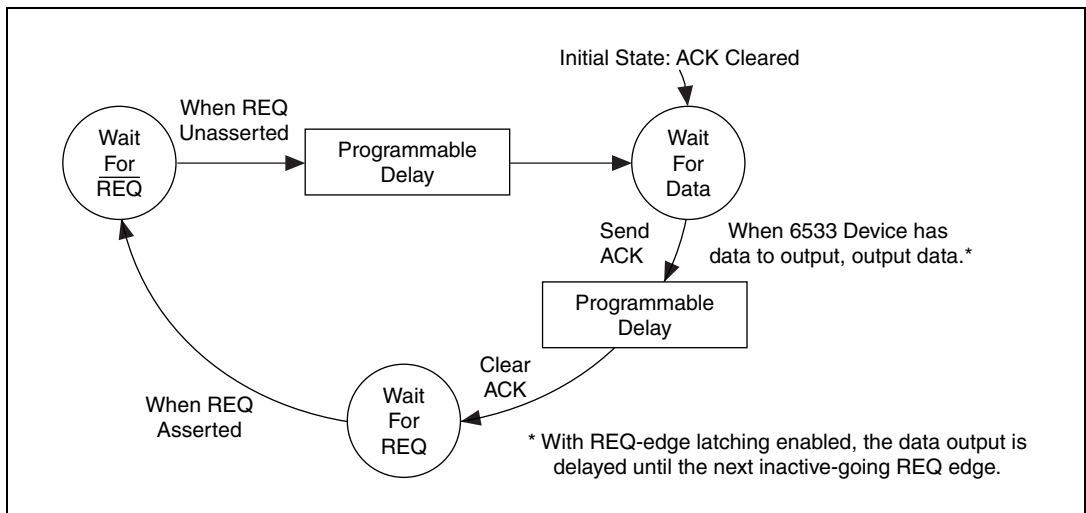 Initial State: ACK Cleared
When REQ
Unasserted
Wait
For
REQ
Programmable
Delay
Wait
For
Data
Send
ACK
When 6533 Device has
data to output, output data.*
Programmable
Delay
Clear
ACK
Wait
For
REQ
When REQ
Asserted
* With REQ-edge latching enabled, the data output is
delayed until the next inactive-going REQ edge.